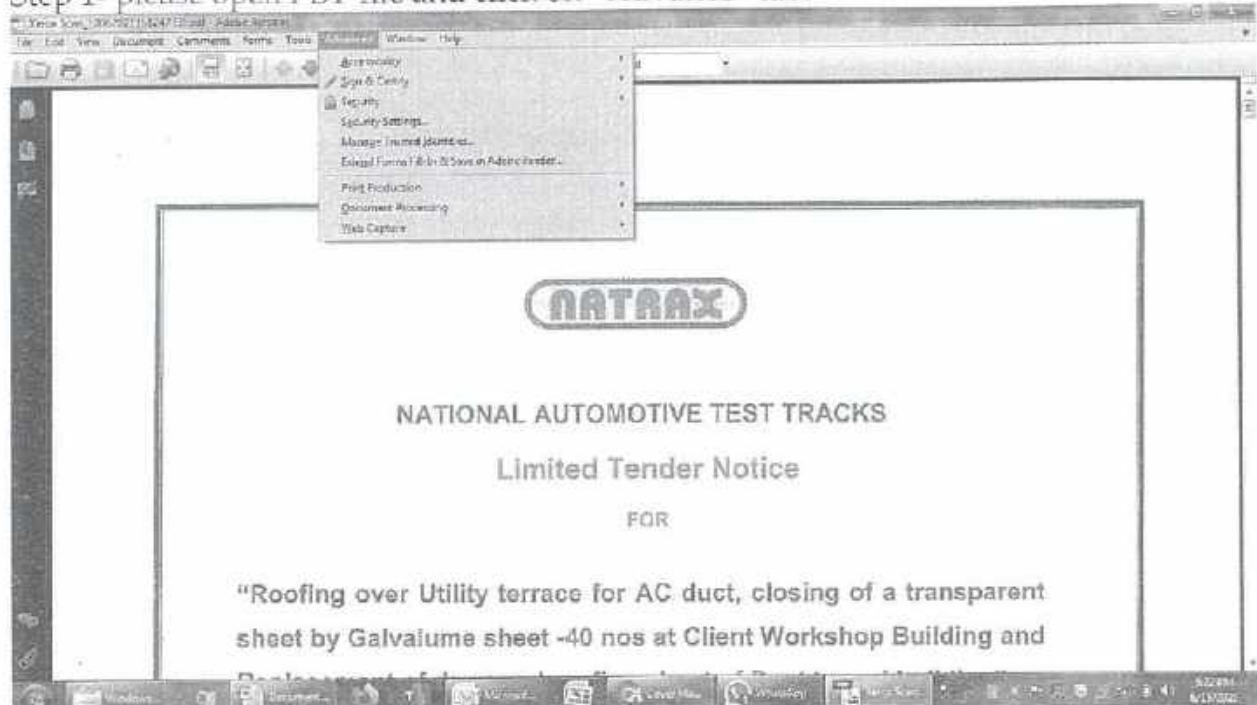 Step 1- please open PDF file and click on
File Edit View Document Comments Forms Tools Advanced Window Help
Accessibility
Sign & Certify
Security
Security Settings...
Manage Trusted Identities...
Extend Forms Fill-in & Save in Adobe Reader...
Print Production
Document Processing
Web Capture
NATRAX
NATIONAL AUTOMOTIVE TEST TRACKS
Limited Tender Notice
FOR
“Roofing over Utility terrace for AC duct, closing of a transparent
sheet by Galvalume sheet -40 nos at Client Workshop Building and
Windows Document... Microsoft...